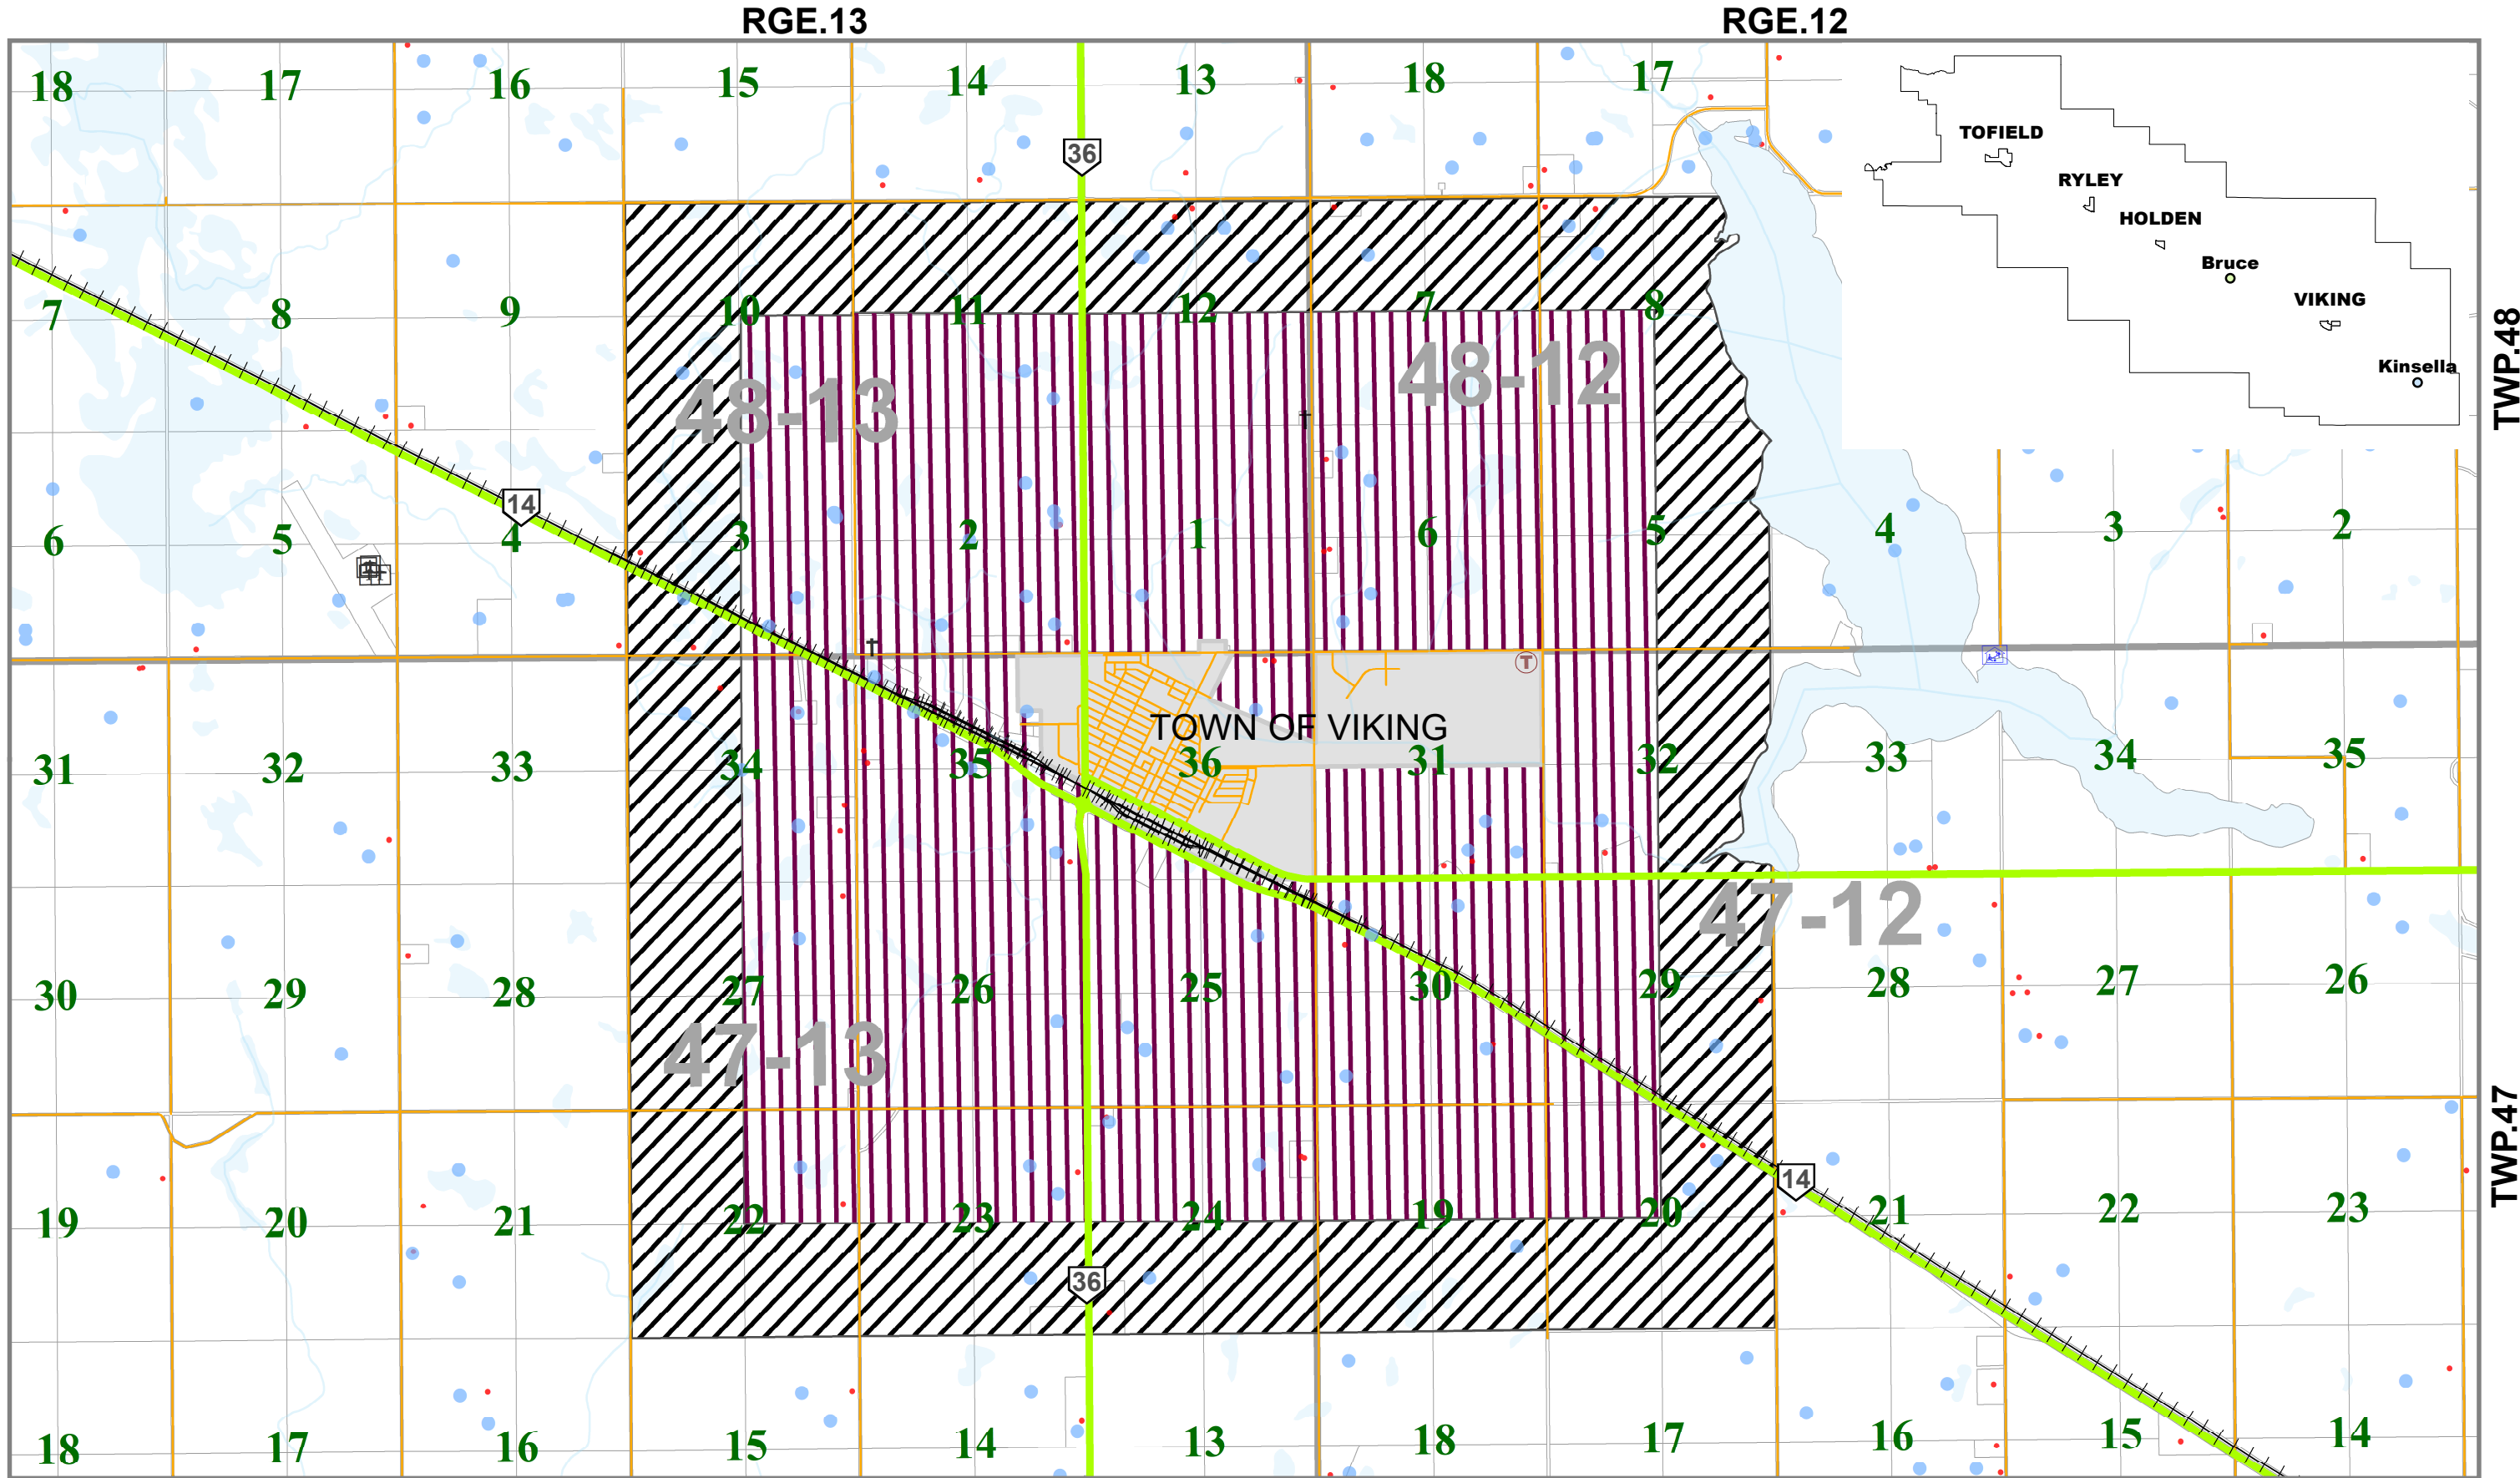 RGE.13 RGE.12
18 17 16 15 14 13 18 17
TOFIELD
36
RYLEY
HOLDEN
Bruce
VIKING
Kinsella
TWP.48
7 8 9 10 11 12 7 8
48-13 48-12
14
6 5 4 3 2 1 6 5 4 3 2
T
TOWN OF VIKING
31 32 33 34 35 36 31 32 33 34 35
47-12
30 29 28 27 26 25 30 29 28 27 26
47-13
TWP.47
14
19 20 21 22 23 24 19 20 21 22 23
36
18 17 16 15 14 13 18 17 16 15 14